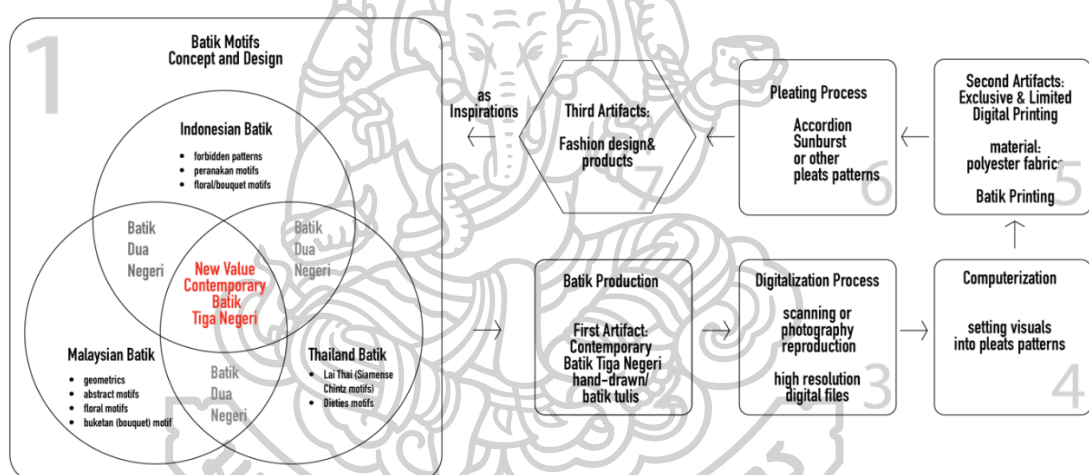 1
Batik Motifs
Concept and Design
Indonesian Batik
• forbidden patterns
• peranakan motifs
• floral/bouquet motifs
Batik
Dua
Negeri
Batik
Dua
Negeri
New Value
Contemporary
Batik
Tiga Negeri
Malaysian Batik
• geometrics
• abstract motifs
• floral motifs
• buketan (bouquet) motif
Thailand Batik
• Lai Thai (Siamense
Chintz motifs)
• Dieties motifs
Batik
Dua
Negeri
Batik Production
First Artifact:
Contemporary
Batik Tiga Negeri
hand-drawn/
batik tulis
Digitalization Process
scanning or
photography
reproduction
high resolution
digital files
3
Computerization
setting visuals
into pleats patterns
4
Second Artifacts:
Exclusive & Limited
Digital Printing
material:
polyester fabric
Batik Printing
5
Pleating Process
Accordion
Sunburst
or other
pleats patterns
6
Third Artifacts:
Fashion design&
products
7
as
Inspirations